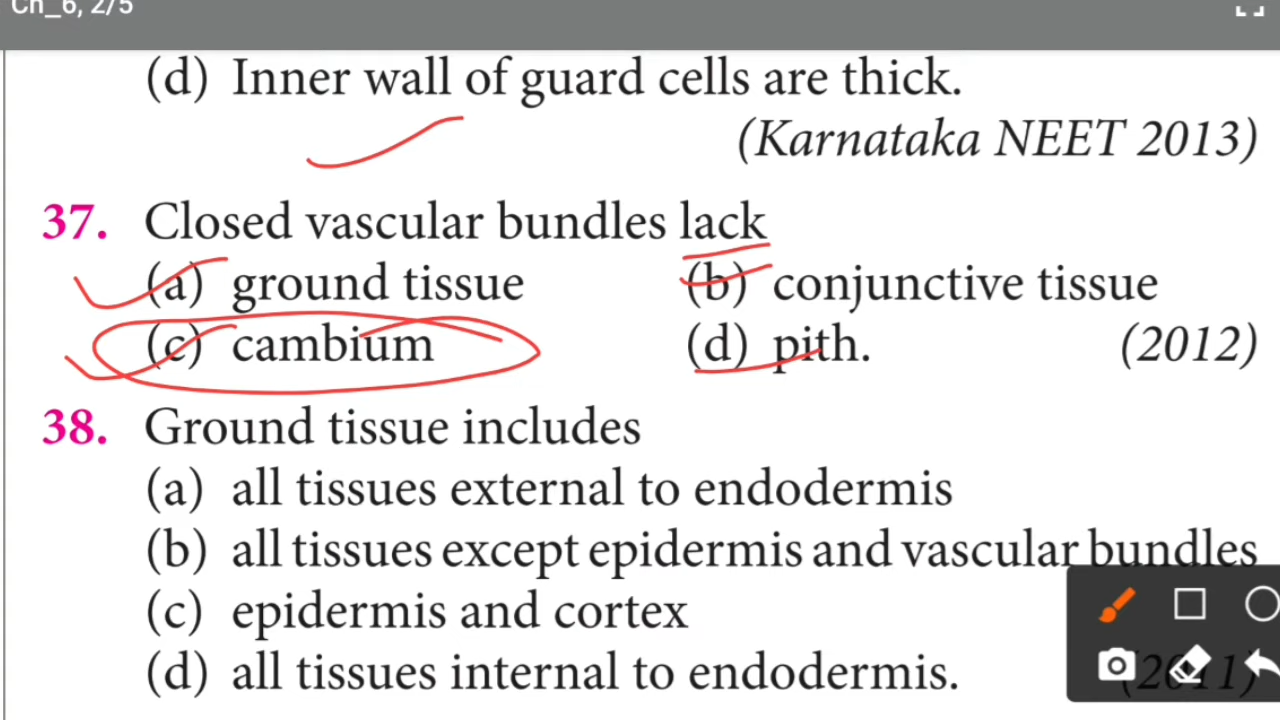 Ch_6, 2/5
(d) Inner wall of guard cells are thick.
(Karnataka NEET 2013)
37. Closed vascular bundles lack
(a) ground tissue (b) conjunctive tissue
(c) cambium (d) pith. (2012)
38. Ground tissue includes
(a) all tissues external to endodermis
(b) all tissues except epidermis and vascular bundles
(c) epidermis and cortex
(d) all tissues internal to endodermis. (2011)